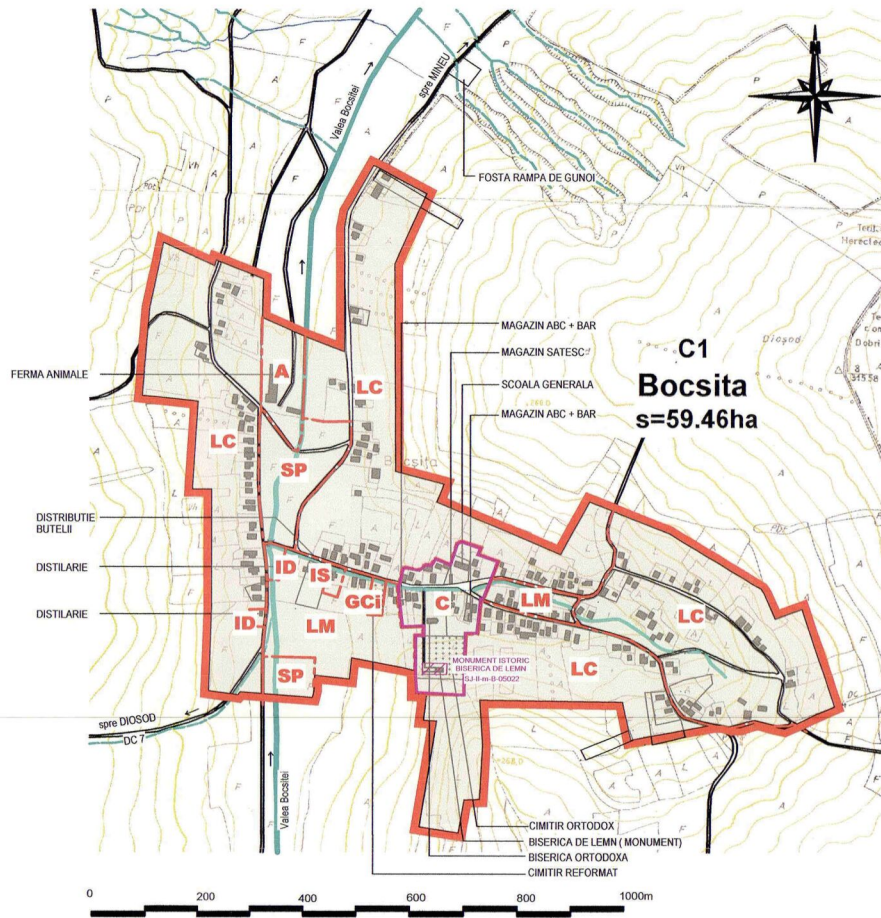 N
Valea Bocsitei
spre MINEU
FOSTA RAMPA DE GUNOI
MAGAZIN ABC + BAR
MAGAZIN SATESC
SCOALA GENERALA
MAGAZIN ABC + BAR
C1
Bocsita
s=59.46ha
Diosod
315.58
FERMA ANIMALE
A
LC
LC
SP
Bocsita
DISTRIBUTIE
BUTELII
DISTILARIE
DISTILARIE
ID
IS
GCi
C
LM
LC
ID
LM
LC
SP
MONUMENT ISTORIC
BISERICA DE LEMN
SJ-II-m-B-05022
spre DIOSOD
DC 7
Valea Bocsitei
CIMITIR ORTODOX
BISERICA DE LEMN ( MONUMENT)
BISERICA ORTODOXA
CIMITIR REFORMAT
0 200 400 600 800 1000m